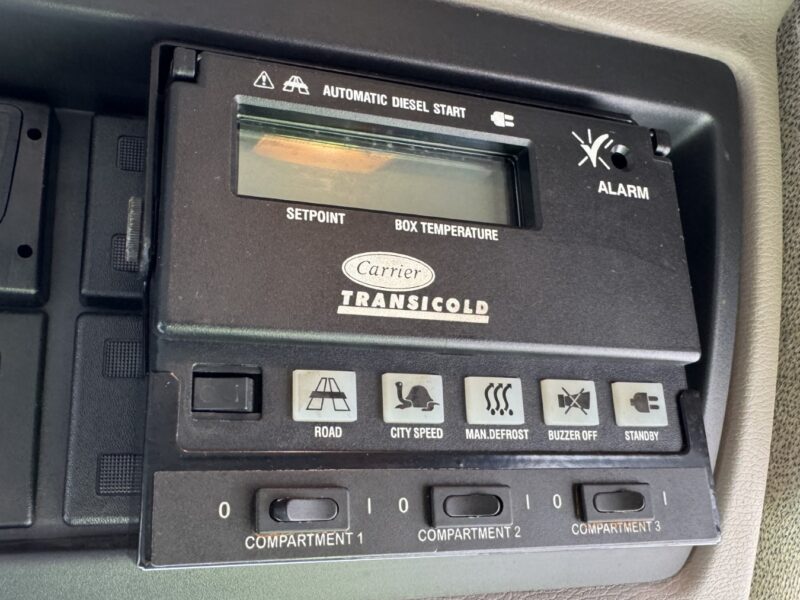 AUTOMATIC DIESEL START
ALARM
SETPOINT BOX TEMPERATURE
Carrier
TRANSICOLD
ROAD CITY SPEED MAN.DEFROST BUZZER OFF STANDBY
0 I 0 I 0 I
COMPARTMENT 1 COMPARTMENT 2 COMPARTMENT 3